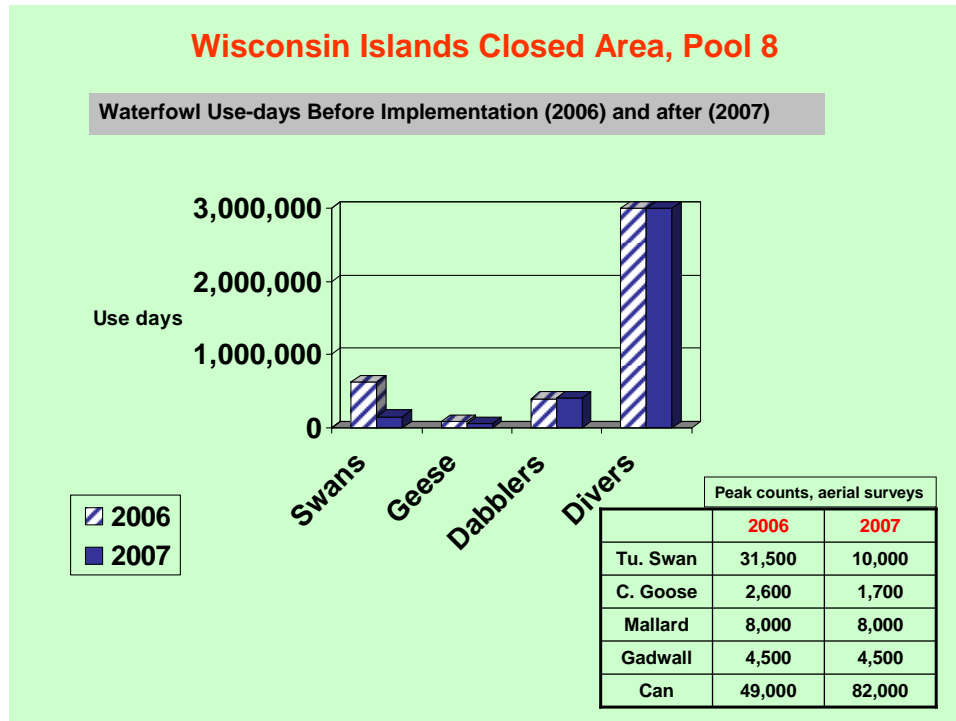 Wisconsin Islands Closed Area, Pool 8
Waterfowl Use-days Before Implementation (2006) and after (2007)
3,000,000
2,000,000
Use days
1,000,000
0
Swans
Geese
Dabblers
Divers
2006
2007
Peak counts, aerial surveys
2006 2007
Tu. Swan 31,500 10,000
C. Goose 2,600 1,700
Mallard 8,000 8,000
Gadwall 4,500 4,500
Can 49,000 82,000